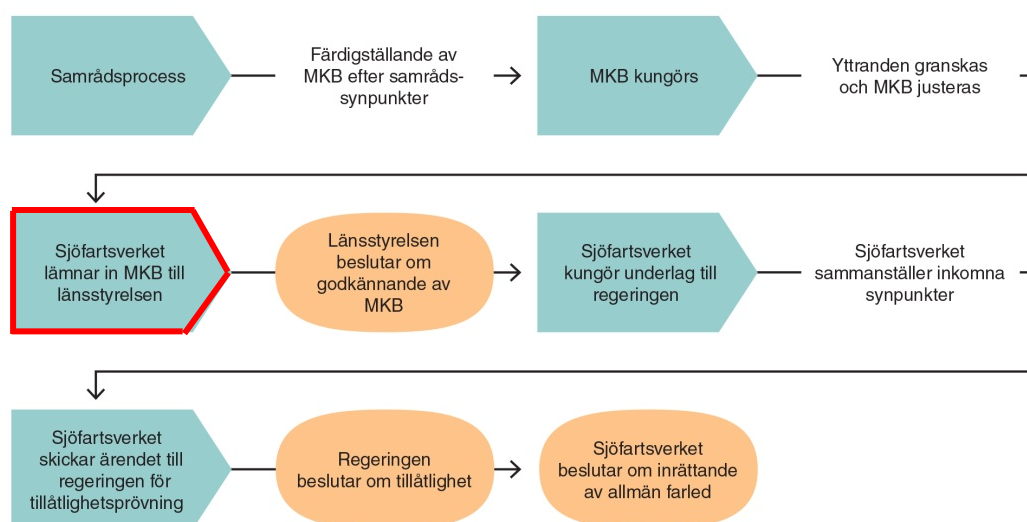 Samrådsprocess
Färdigställande av
MKB efter samråds-
synpunkter
MKB kungörs
Yttranden granskas
och MKB justeras
Sjöfartsverket
lämnar in MKB till
länsstyrelsen
Länsstyrelsen
beslutar om
godkännande av
MKB
Sjöfartsverket
kungör underlag till
regeringen
Sjöfartsverket
sammanställer inkomna
synpunkter
Sjöfartsverket
skickar ärendet till
regeringen för
tillåtlighetsprövning
Regeringen
beslutar om tillåtlighet
Sjöfartsverket
beslutar om inrättande
av allmän farled